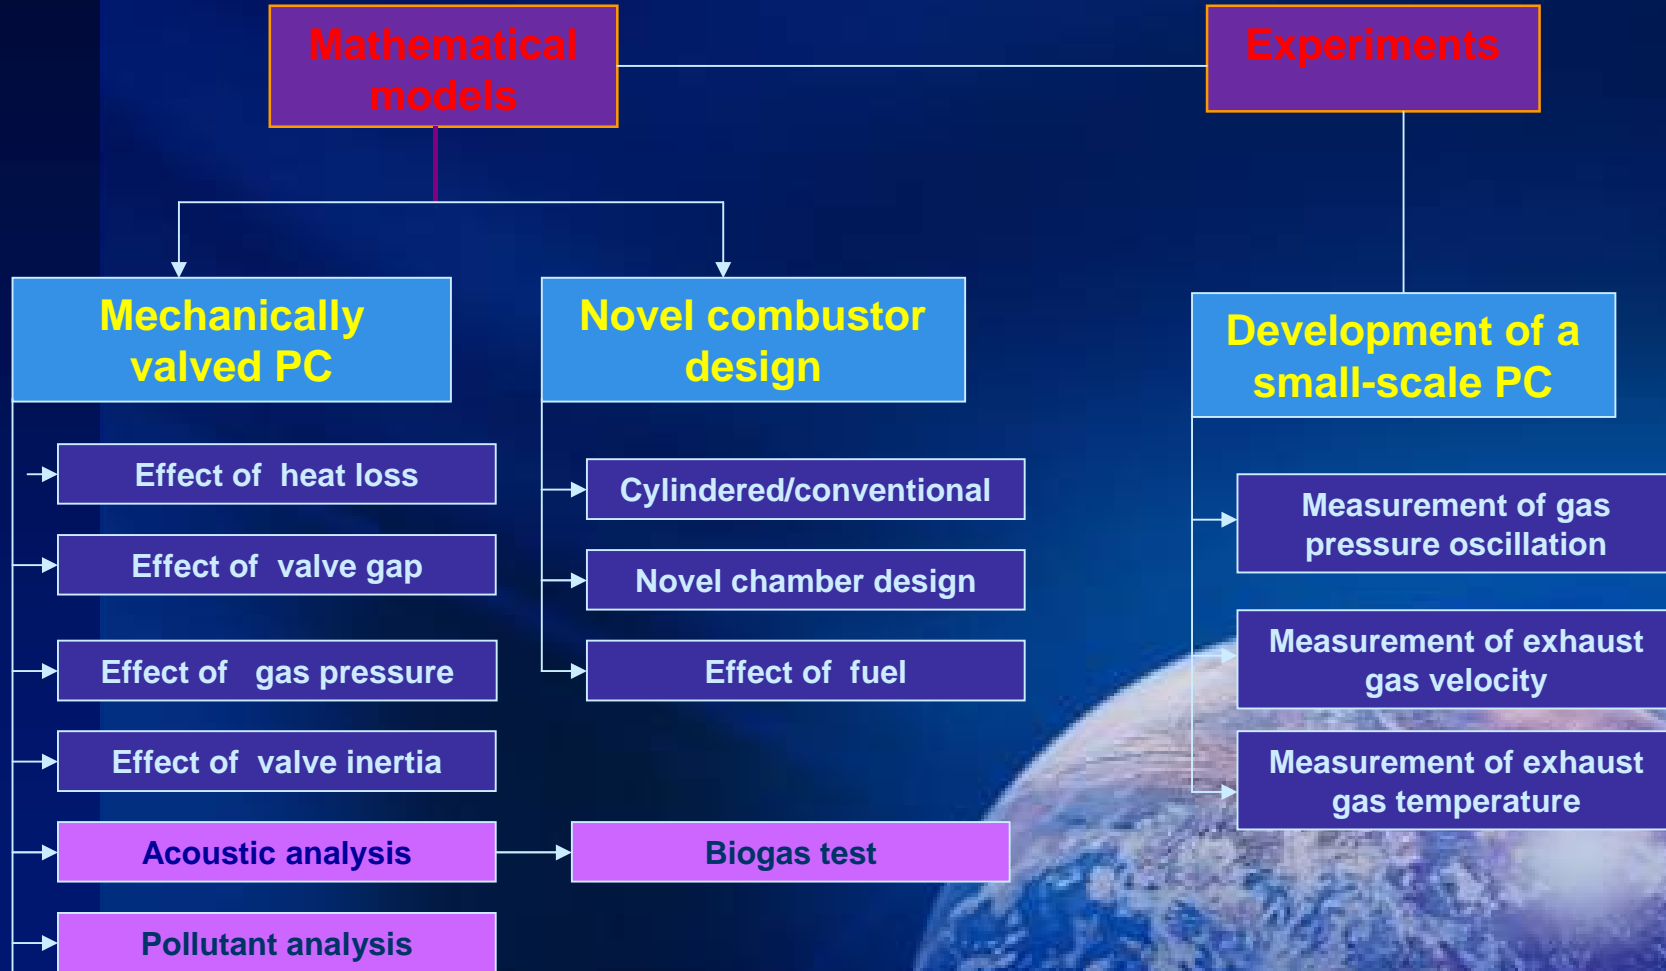 Mathematical
models
Experiments
Mechanically
valved PC
Effect of heat loss
Effect of valve gap
Effect of gas pressure
Effect of valve inertia
Acoustic analysis
Pollutant analysis
Novel combustor
design
Cylindered/conventional
Novel chamber design
Effect of fuel
Biogas test
Development of a
small-scale PC
Measurement of gas
pressure oscillation
Measurement of exhaust
gas velocity
Measurement of exhaust
gas temperature